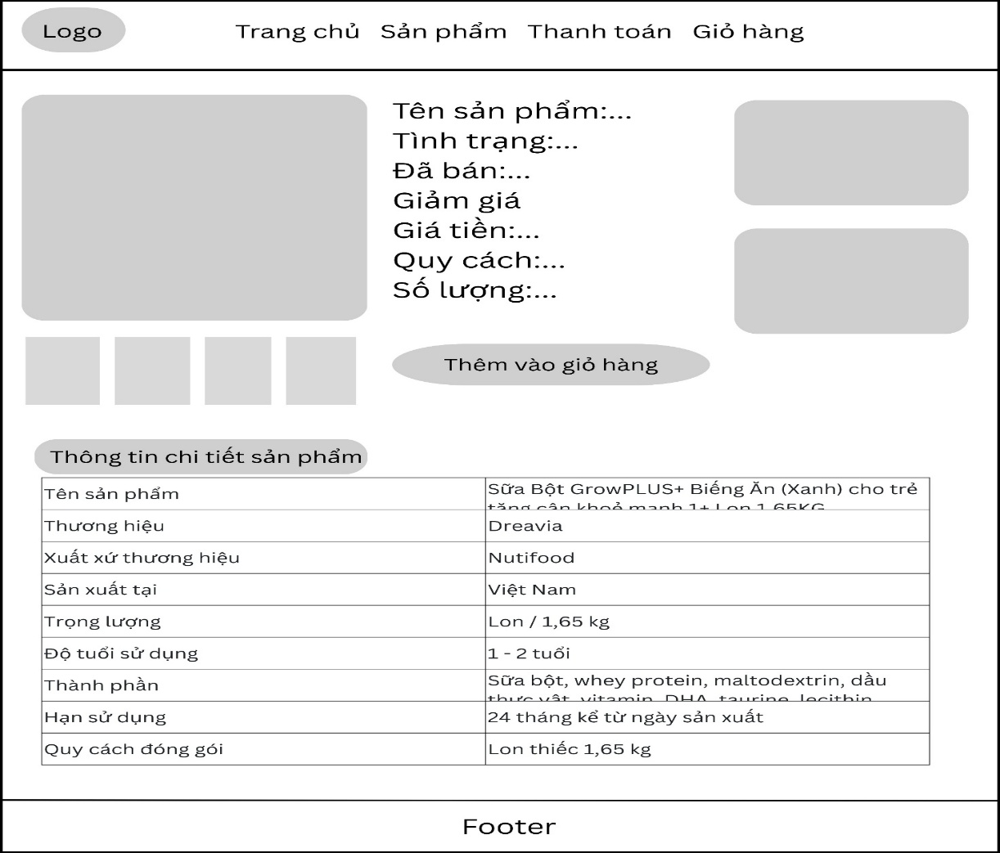 Logo
Trang chủ Sản phẩm Thanh toán Giỏ hàng
Tên sản phẩm:...
Tình trạng:...
Đã bán:...
Giảm giá
Giá tiền:...
Quy cách:...
Số lượng:...
Thêm vào giỏ hàng
Thông tin chi tiết sản phẩm
Tên sản phẩm
Sữa Bột GrowPLUS+ Biếng Ăn (Xanh) cho trẻ
tăng cân khoẻ mạnh 1+ Lon 1,65KG
Thương hiệu
Dreavia
Xuất xứ thương hiệu
Nutifood
Sản xuất tại
Việt Nam
Trọng lượng
Lon / 1,65 kg
Độ tuổi sử dụng
1 - 2 tuổi
Thành phần
Sữa bột, whey protein, maltodextrin, dầu
thực vật, vitamin, DHA, taurine, lecithin
Hạn sử dụng
24 tháng kể từ ngày sản xuất
Quy cách đóng gói
Lon thiếc 1,65 kg
Footer